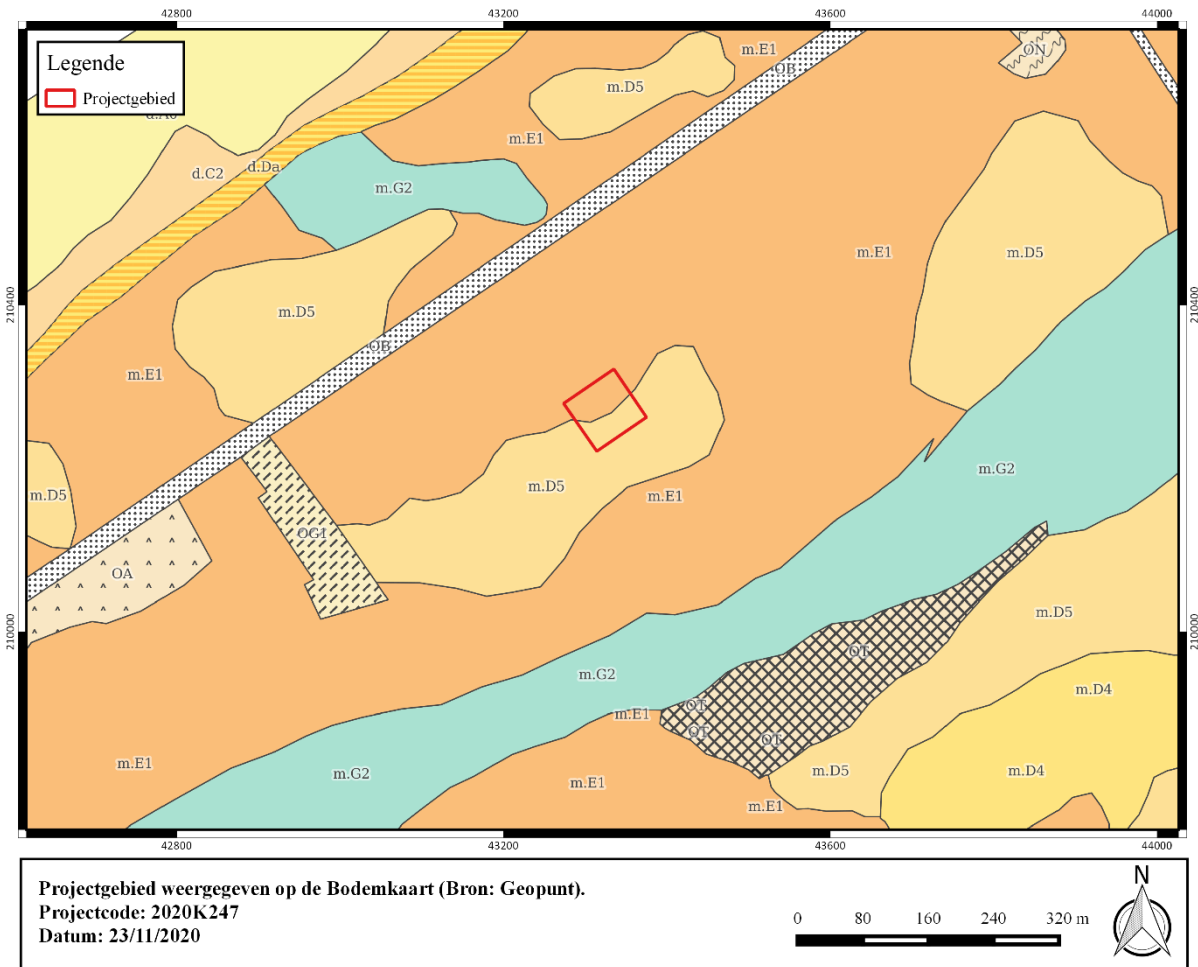 42800 43200 43600 44000
Legende
Projectgebied
m.E1
OB
ON
m.D5
m.E1
d.C2
d.Da
m.G2
m.E1
m.D5
m.D5
210400
210400
OB
m.E1
m.D5
m.G2
m.D5
m.E1
OG1
OA
m.D5
210000
210000
OT
m.G2
m.D4
OT
m.E1
OT
OT
m.E1
m.G2
m.D5
m.D4
m.E1
m.E1
42800 43200 43600 44000
Projectgebied weergegeven op de Bodemkaart (Bron: Geopunt).
Projectcode: 2020K247
Datum: 23/11/2020
N
0 80 160 240 320 m